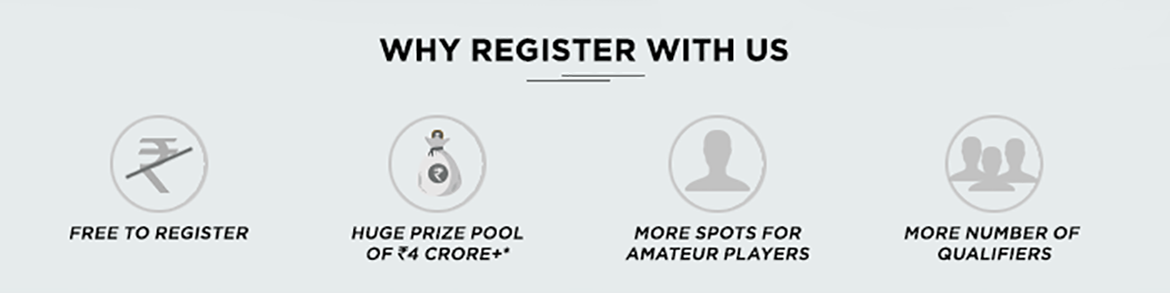 WHY REGISTER WITH US
₹
₹
FREE TO REGISTER
HUGE PRIZE POOL
OF ₹4 CRORE+*
MORE SPOTS FOR
AMATEUR PLAYERS
MORE NUMBER OF
QUALIFIERS